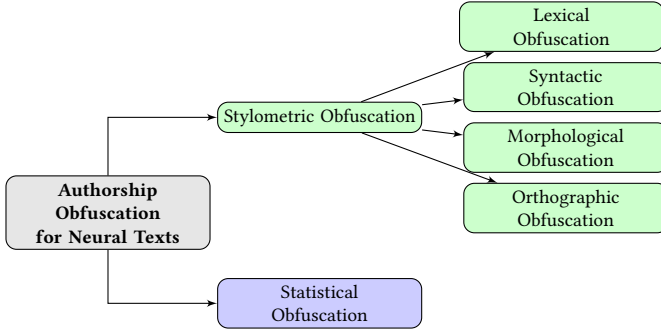 Lexical
Obfuscation
Syntactic
Obfuscation
Stylometric Obfuscation
Morphological
Obfuscation
Authorship
Obfuscation
for Neural Texts
Orthographic
Obfuscation
Statistical
Obfuscation